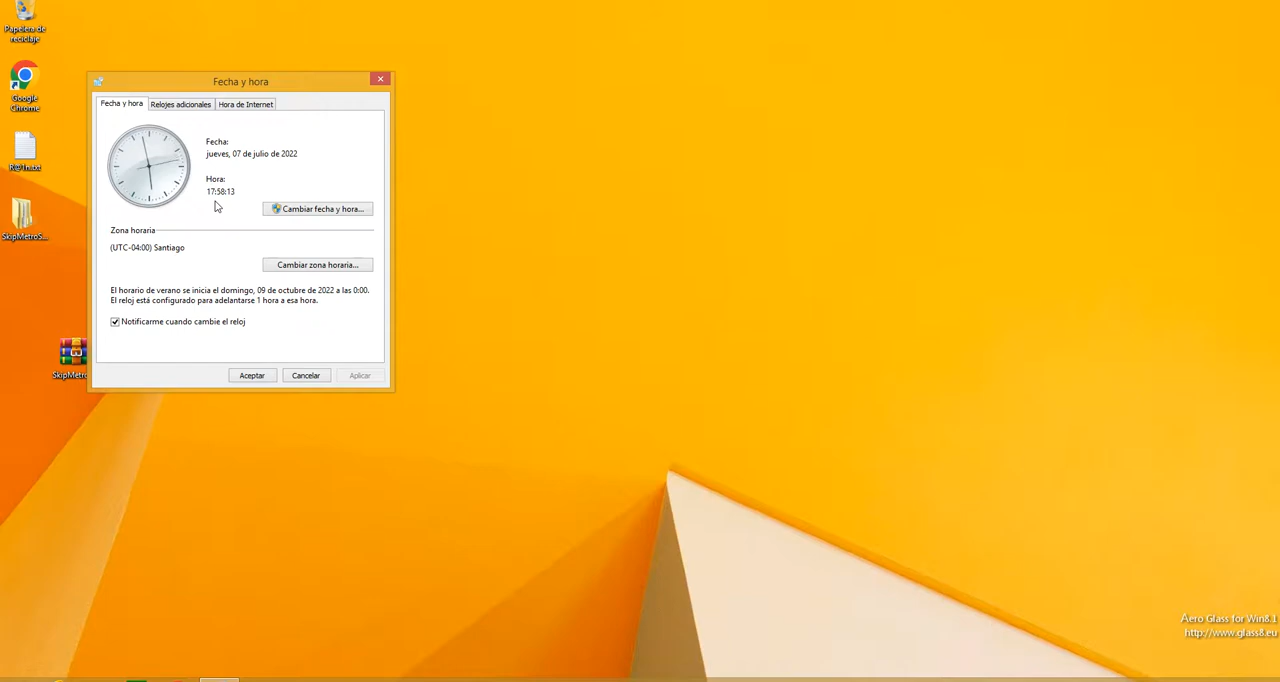 Papelera de
reciclaje
Google
Chrome
R@1n.txt
SkipMetroS...
SkipMetro
Fecha y hora
Fecha y hora
Relojes adicionales
Hora de Internet
Fecha:
jueves, 07 de julio de 2022
Hora:
17:58:13
Cambiar fecha y hora...
Zona horaria
(UTC-04:00) Santiago
Cambiar zona horaria...
El horario de verano se inicia el domingo, 09 de octubre de 2022 a las 0:00.
El reloj está configurado para adelantarse 1 hora a esa hora.
Notificarme cuando cambie el reloj
Aceptar
Cancelar
Aplicar
Aero Glass for Win8.1
http://www.glass8.eu